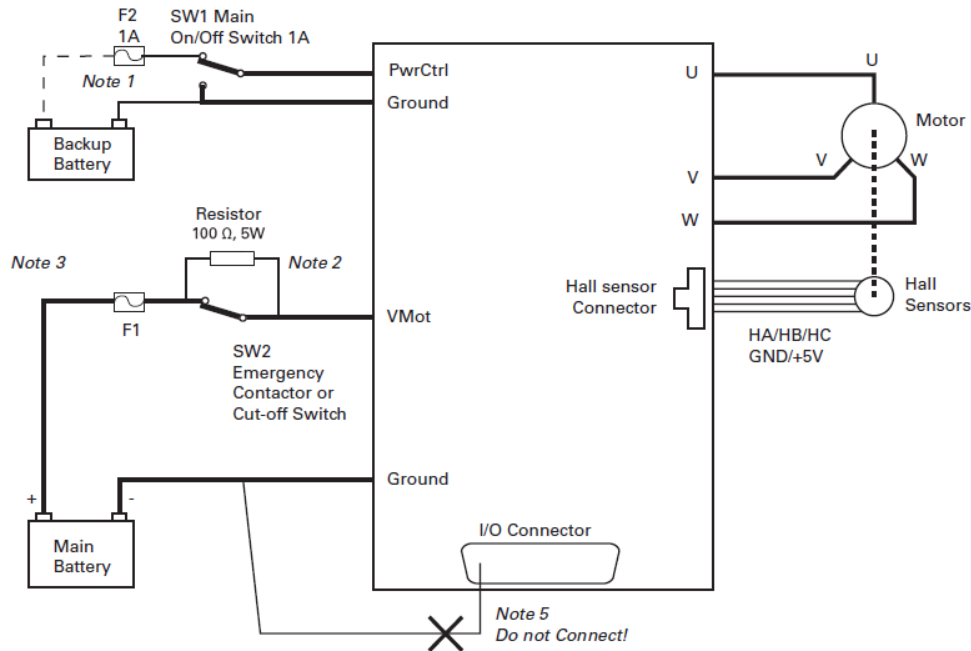 F2
1A
SW1 Main
On/Off Switch 1A
Note 1
Backup
Battery
PwrCtrl
Ground
U
U
Motor
V
W
V
W
Resistor
100 Ω, 5W
Note 3
Note 2
F1
VMot
SW2
Emergency
Contactor or
Cut-off Switch
Hall sensor
Connector
Hall
Sensors
HA/HB/HC
GND/+5V
Ground
+
-
Main
Battery
I/O Connector
Note 5
Do not Connect!